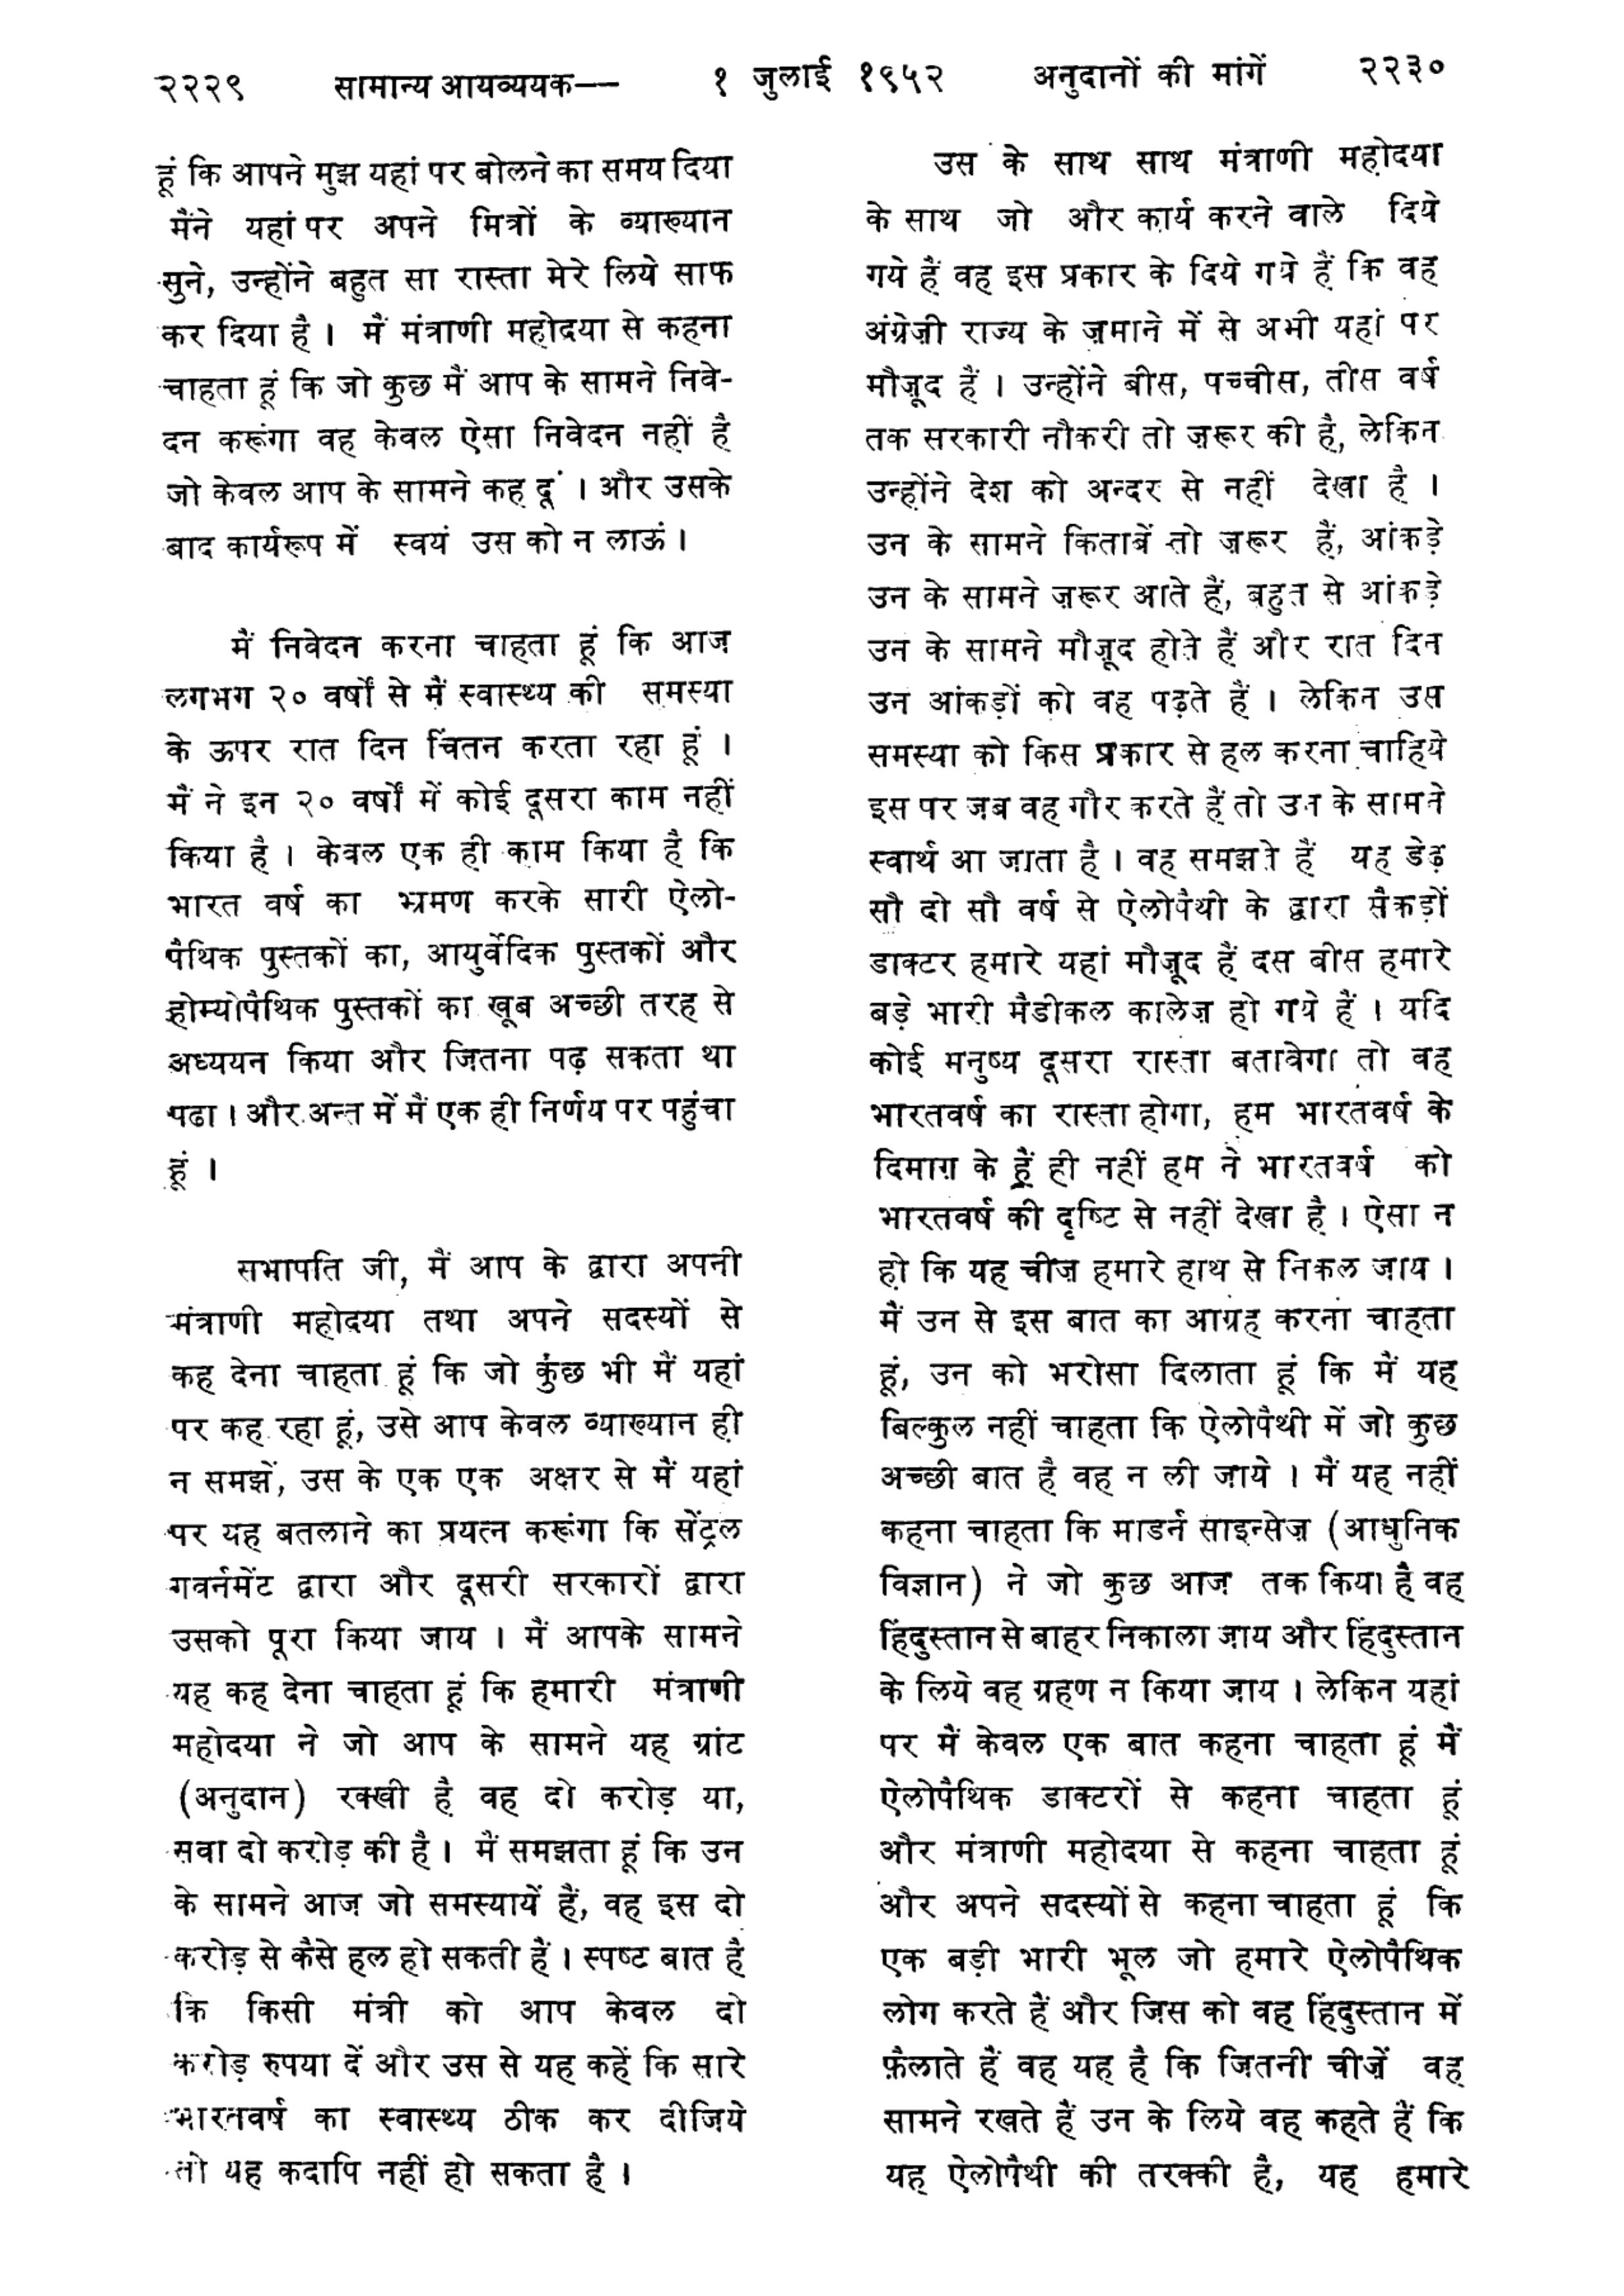 २२२९ सामान्य आयव्ययक—— १ जुलाई १९५२ अनुदानों की मांगें २२३०
हूं कि आपने मुझ यहां पर बोलने का समय दिया
मैंने यहां पर अपने मित्रों के व्याख्यान
सुने, उन्होंने बहुत सा रास्ता मेरे लिये साफ
कर दिया है । मैं मंत्राणी महोदया से कहना
चाहता हूं कि जो कुछ मैं आप के सामने निवे-
दन करूंगा वह केवल ऐसा निवेदन नहीं है
जो केवल आप के सामने कह दूं । और उसके
बाद कार्यरूप में स्वयं उस को न लाऊं ।
मैं निवेदन करना चाहता हूं कि आज
लगभग २० वर्षों से मैं स्वास्थ्य की समस्या
के ऊपर रात दिन चिंतन करता रहा हूं ।
मैं ने इन २० वर्षों में कोई दूसरा काम नहीं
किया है । केवल एक ही काम किया है कि
भारत वर्ष का भ्रमण करके सारी ऐलो-
पैथिक पुस्तकों का, आयुर्वेदिक पुस्तकों और
होम्योपैथिक पुस्तकों का खूब अच्छी तरह से
अध्ययन किया और जितना पढ़ सकता था
पढा । और अन्त में मैं एक ही निर्णय पर पहुंचा
हूं ।
सभापति जी, मैं आप के द्वारा अपनी
मंत्राणी महोदया तथा अपने सदस्यों से
कह देना चाहता हूं कि जो कुंछ भी मैं यहां
पर कह रहा हूं, उसे आप केवल व्याख्यान ही
न समझें, उस के एक एक अक्षर से मैं यहां
पर यह बतलाने का प्रयत्न करूंगा कि सेंट्रल
गवर्नमेंट द्वारा और दूसरी सरकारों द्वारा
उसको पूरा किया जाय । मैं आपके सामने
यह कह देना चाहता हूं कि हमारी मंत्राणी
महोदया ने जो आप के सामने यह ग्रांट
(अनुदान) रक्खी है वह दो करोड़ या,
सवा दो करोड़ की है । मैं समझता हूं कि उन
के सामने आज जो समस्यायें हैं, वह इस दो
करोड़ से कैसे हल हो सकती हैं । स्पष्ट बात है
कि किसी मंत्री को आप केवल दो
करोड़ रुपया दें और उस से यह कहें कि सारे
भारतवर्ष का स्वास्थ्य ठीक कर दीजिये
तो यह कदापि नहीं हो सकता है ।
उस के साथ साथ मंत्राणी महोदया
के साथ जो और कार्य करने वाले दिये
गये हैं वह इस प्रकार के दिये गये हैं कि वह
अंग्रेज़ी राज्य के ज़माने में से अभी यहां पर
मौजूद हैं । उन्होंने बीस, पच्चीस, तीस वर्ष
तक सरकारी नौकरी तो ज़रूर की है, लेकिन
उन्होंने देश को अन्दर से नहीं देखा है ।
उन के सामने किताबें तो ज़रूर हैं, आंकड़े
उन के सामने ज़रूर आते हैं, बहुत से आंकड़े
उन के सामने मौजूद होते हैं और रात दिन
उन आंकड़ों को वह पढ़ते हैं । लेकिन उस
समस्या को किस प्रकार से हल करना चाहिये
इस पर जब वह गौर करते हैं तो उन के सामने
स्वार्थ आ जाता है । वह समझते हैं यह डेढ़
सौ दो सौ वर्ष से ऐलोपैथी के द्वारा सैकड़ों
डाक्टर हमारे यहां मौजूद हैं दस बीस हमारे
बड़े भारी मैडीकल कालेज़ हो गये हैं । यदि
कोई मनुष्य दूसरा रास्ता बतावेगा तो वह
भारतवर्ष का रास्ता होगा, हम भारतवर्ष के
दिमाग़ के हैं ही नहीं हम ने भारतवर्ष को
भारतवर्ष की दृष्टि से नहीं देखा है । ऐसा न
हो कि यह चीज़ हमारे हाथ से निकल जाय ।
मैं उन से इस बात का आग्रह करना चाहता
हूं, उन को भरोसा दिलाता हूं कि मैं यह
बिल्कुल नहीं चाहता कि ऐलोपैथी में जो कुछ
अच्छी बात है वह न ली जाये । मैं यह नहीं
कहना चाहता कि माडर्न साइन्सेज़ (आधुनिक
विज्ञान) ने जो कुछ आज तक किया है वह
हिंदुस्तान से बाहर निकाला जाय और हिंदुस्तान
के लिये वह ग्रहण न किया जाय । लेकिन यहां
पर मैं केवल एक बात कहना चाहता हूं मैं
ऐलोपैथिक डाक्टरों से कहना चाहता हूं
और मंत्राणी महोदया से कहना चाहता हूं
और अपने सदस्यों से कहना चाहता हूं कि
एक बड़ी भारी भूल जो हमारे ऐलोपैथिक
लोग करते हैं और जिस को वह हिंदुस्तान में
फ़ैलाते हैं वह यह है कि जितनी चीज़ें वह
सामने रखते हैं उन के लिये वह कहते हैं कि
यह ऐलोपैथी की तरक्की है, यह हमारे